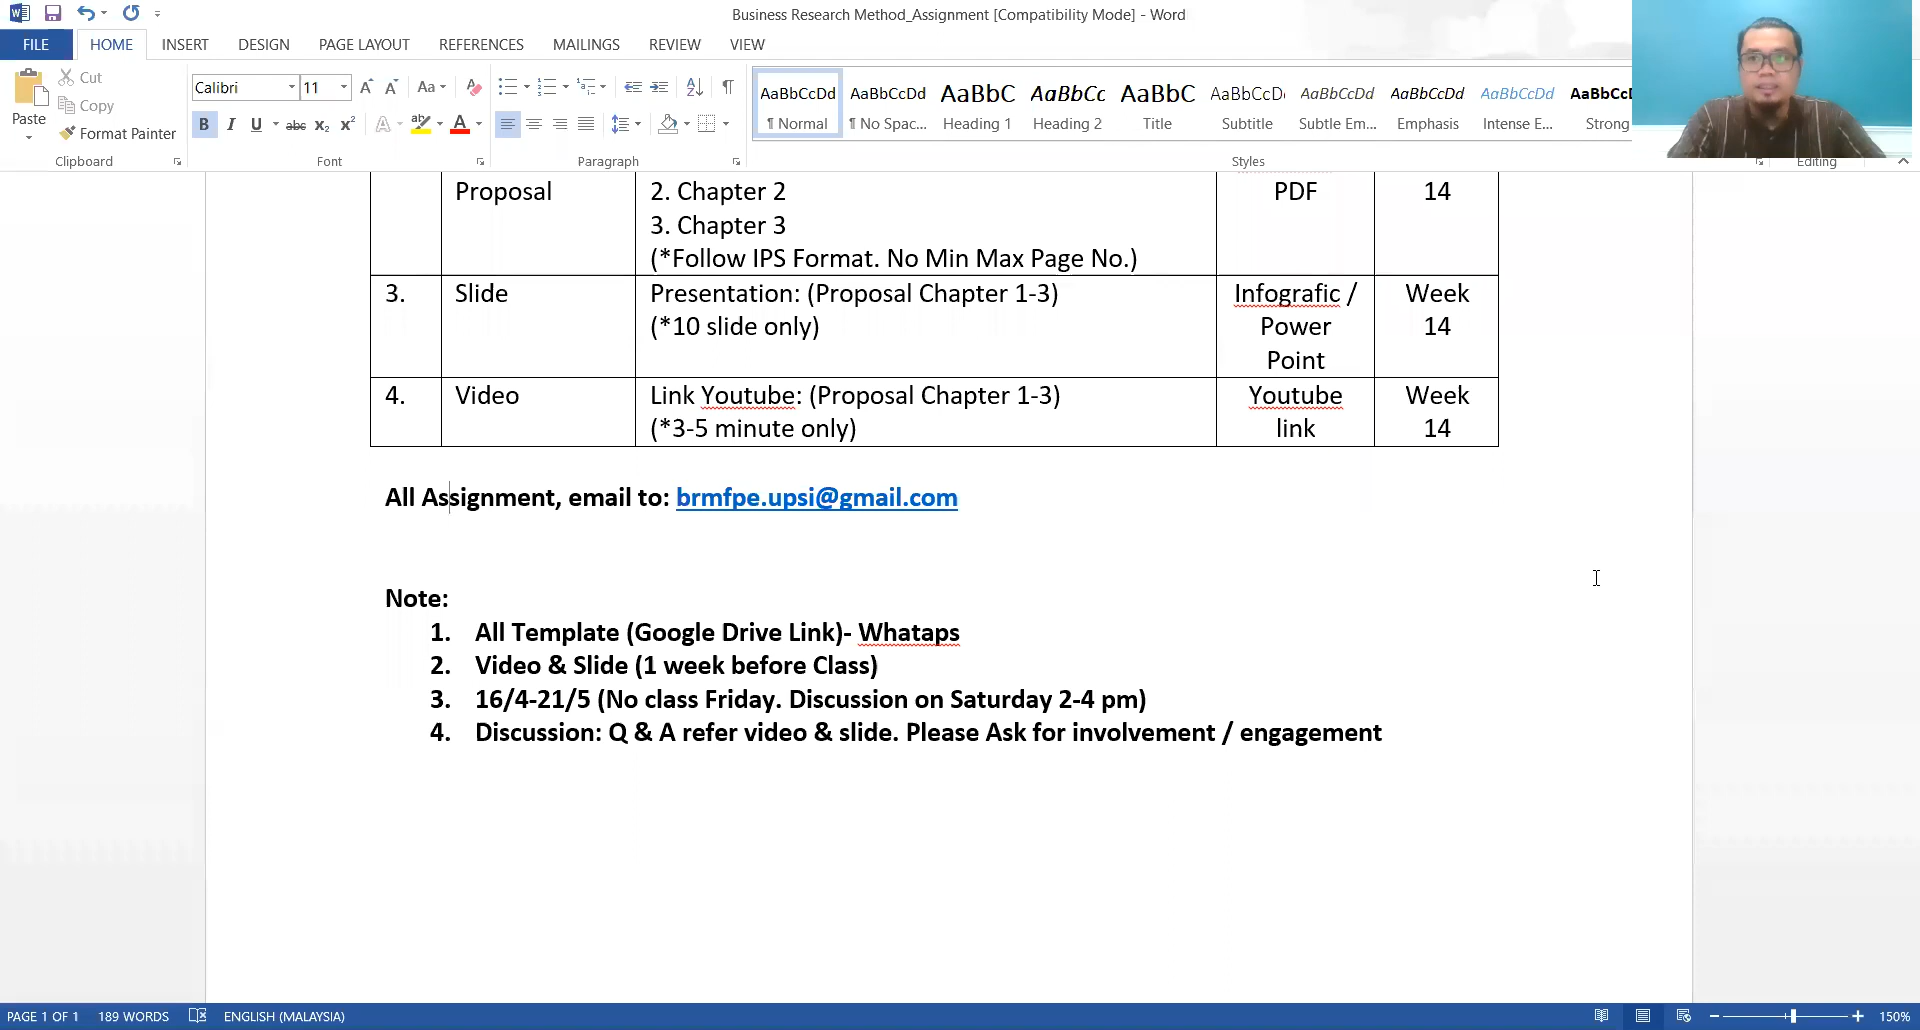 Business Research Method_Assignment [Compatibility Mode] - Word
FILE HOME INSERT DESIGN PAGE LAYOUT REFERENCES MAILINGS REVIEW VIEW
Paste
Cut
Copy
Format Painter
Clipboard
Calibri 11
Font
Paragraph
AaBbCcDd AaBbCcDd AaBbC AaBbCc AaBbC AaBbCcD AaBbCcDd AaBbCcDd AaBbCcDd AaBbCcD
¶ Normal ¶ No Spac... Heading 1 Heading 2 Title Subtitle Subtle Em... Emphasis Intense E... Strong
Styles
Editing
Proposal 2. Chapter 2 PDF 14
3. Chapter 3
(*Follow IPS Format. No Min Max Page No.)
3. Slide Presentation: (Proposal Chapter 1-3) Infografic / Week
(*10 slide only) Power 14
Point
4. Video Link Youtube: (Proposal Chapter 1-3) Youtube Week
(*3-5 minute only) link 14
All Assignment, email to: brmfpe.upsi@gmail.com
Note:
1. All Template (Google Drive Link)- Whataps
2. Video & Slide (1 week before Class)
3. 16/4-21/5 (No class Friday. Discussion on Saturday 2-4 pm)
4. Discussion: Q & A refer video & slide. Please Ask for involvement / engagement
PAGE 1 OF 1 189 WORDS ENGLISH (MALAYSIA) 150%